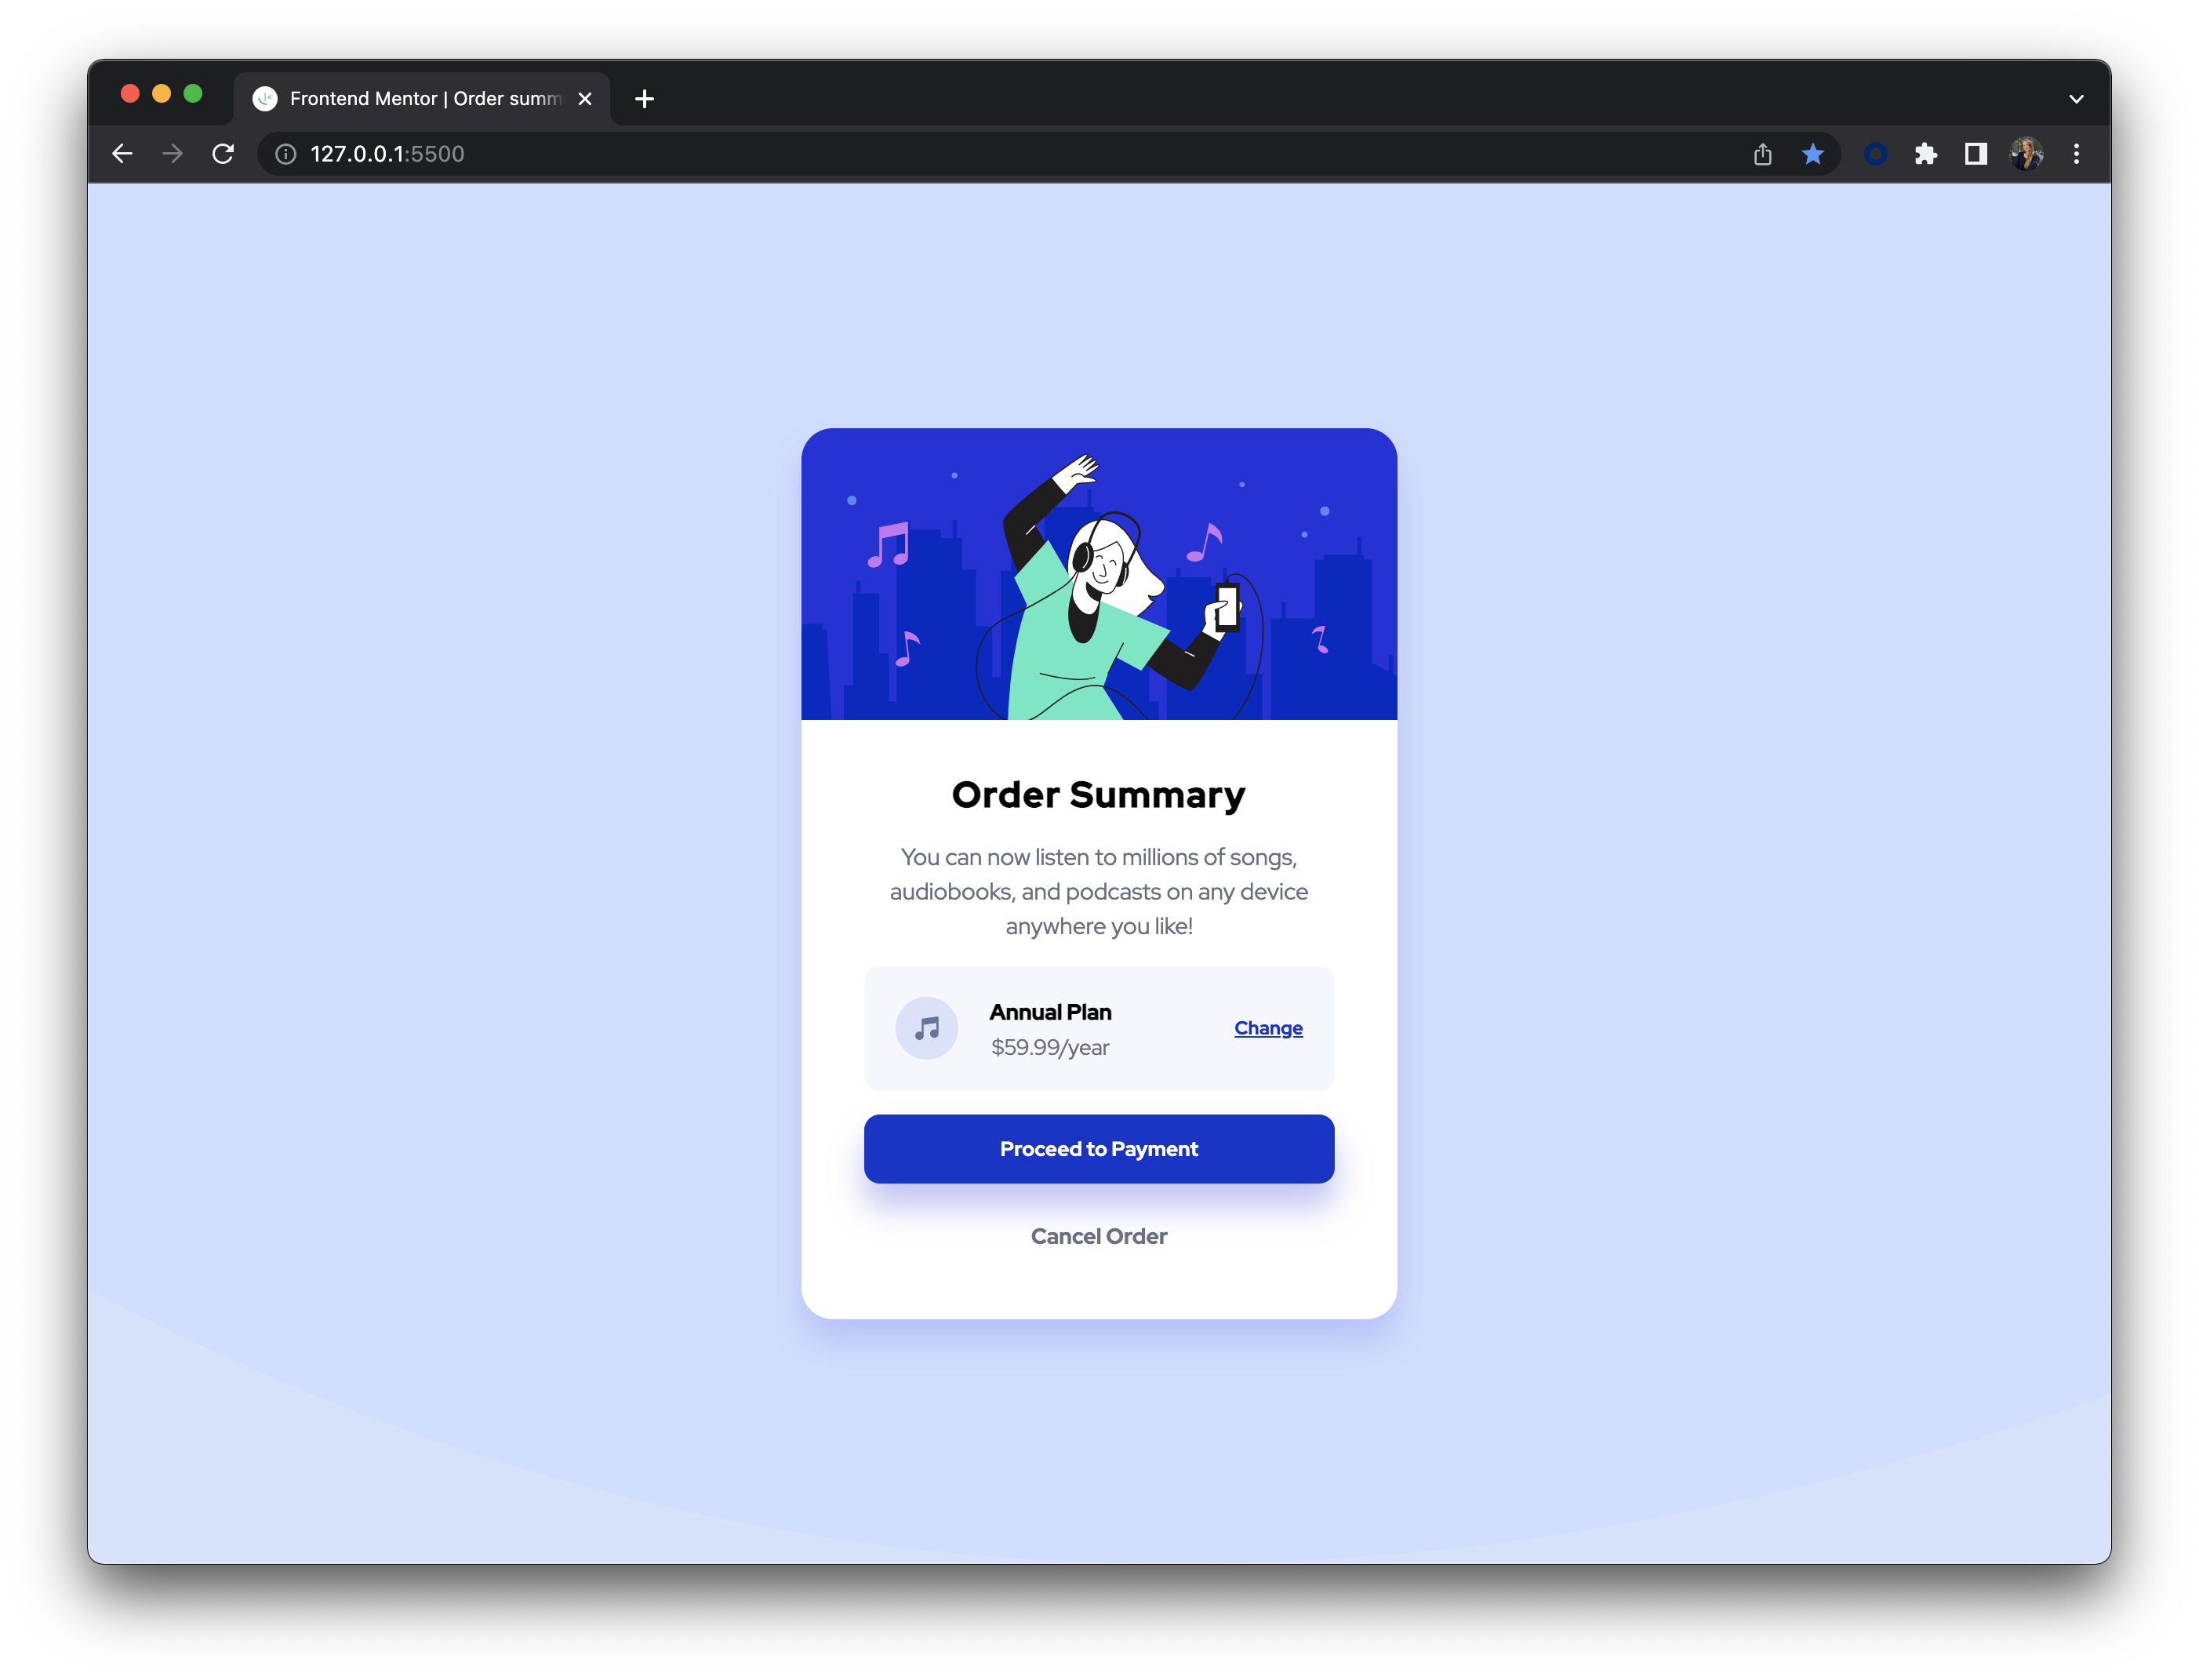 Frontend Mentor | Order summ
127.0.0.1:5500
Order Summary
You can now listen to millions of songs,
audiobooks, and podcasts on any device
anywhere you like!
Annual Plan
$59.99/year
Change
Proceed to Payment
Cancel Order